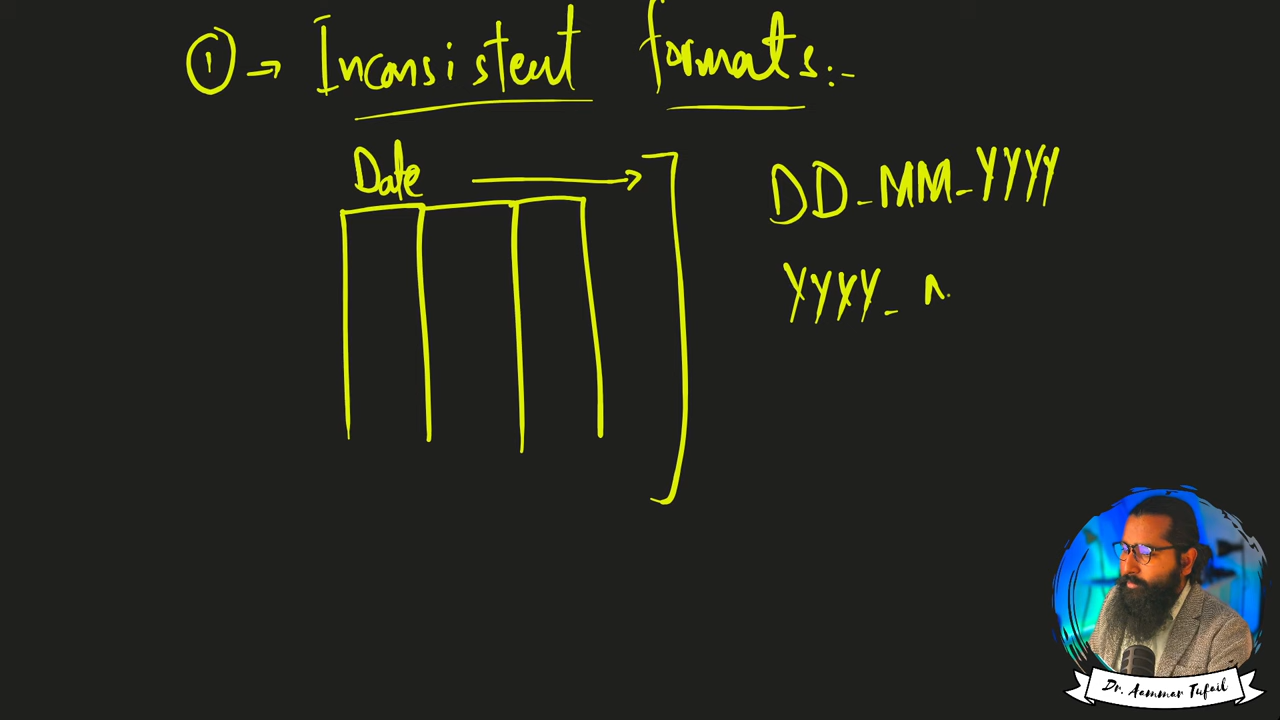 ① → Inconsistent formats:-
Date →
DD-MM-YYYY
YYYY-
Dr. Aammar Tufail